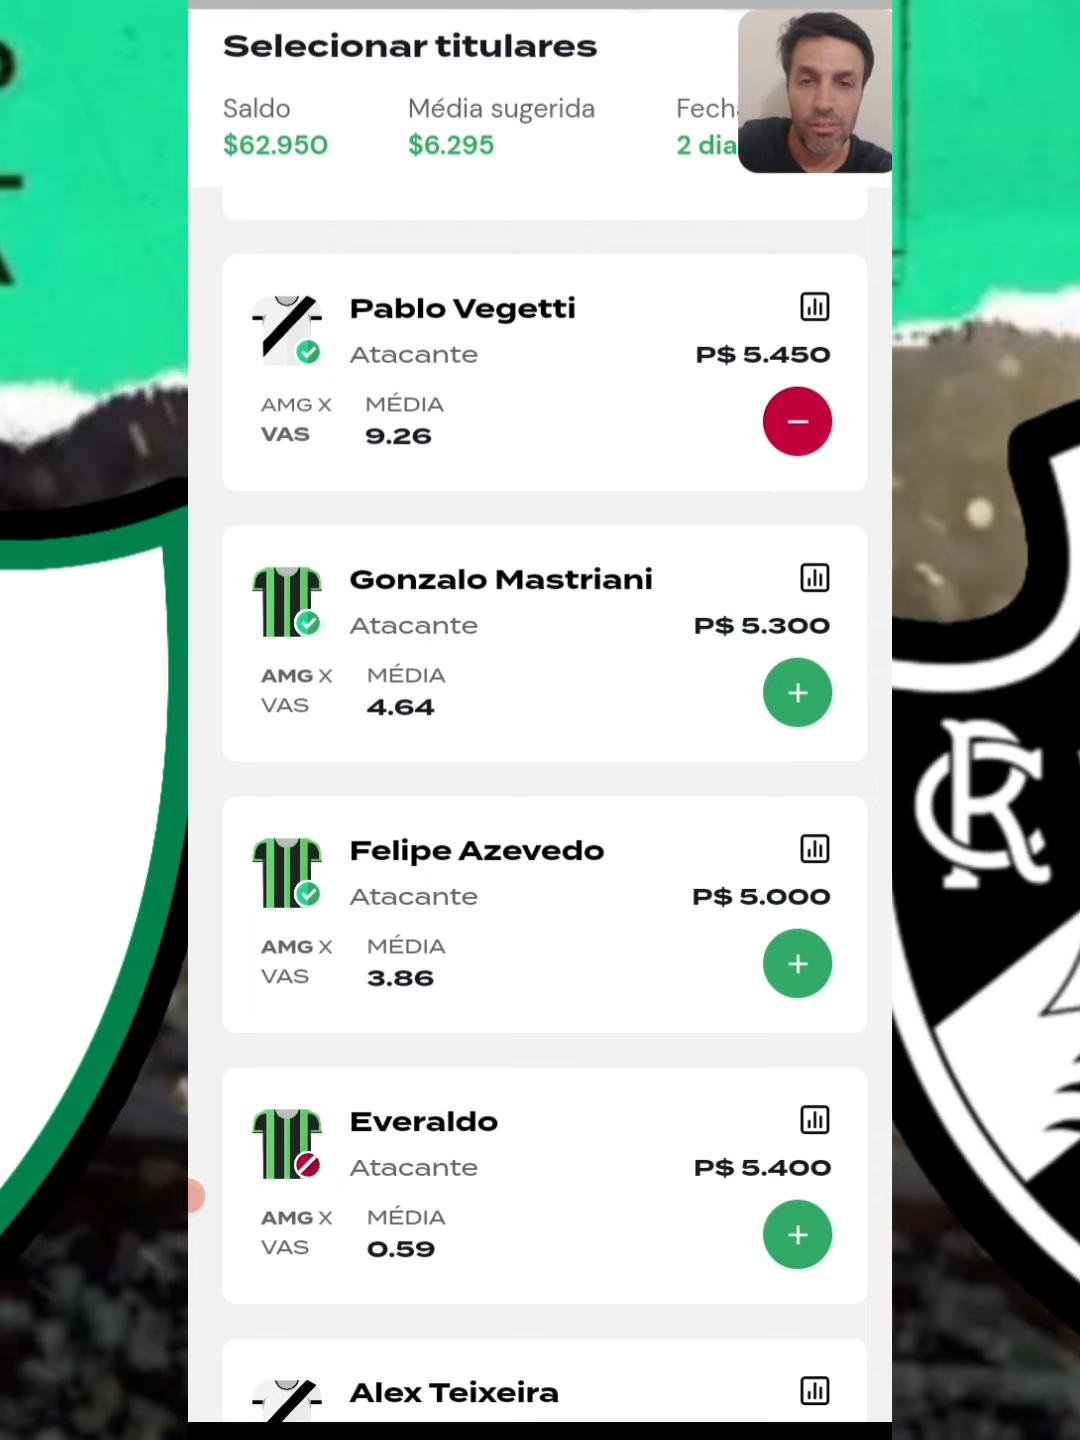 Selecionar titulares
Saldo
Média sugerida
$62.950
$6.295
2 dia
Pablo Vegetti
Atacante
P$ 5.450
AMG X
MÉDIA
VAS
9.26
Gonzalo Mastriani
Atacante
P$ 5.300
AMG X
MÉDIA
VAS
4.64
Felipe Azevedo
Atacante
P$ 5.000
AMG X
MÉDIA
VAS
3.86
Everaldo
Atacante
P$ 5.400
AMG X
MÉDIA
VAS
0.59
Alex Teixeira